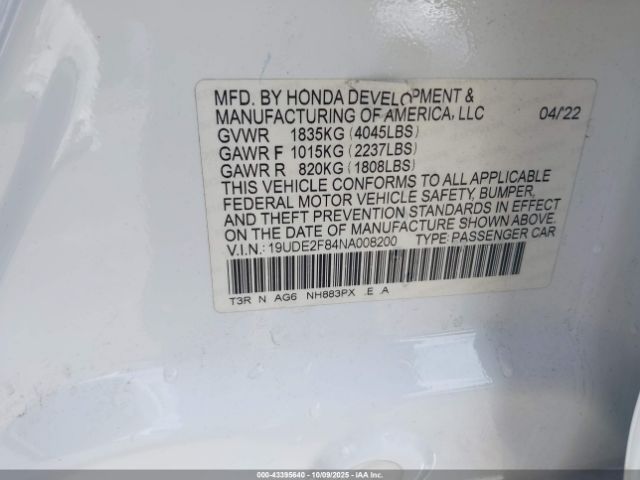 MFD. BY HONDA DEVELOPMENT &
MANUFACTURING OF AMERICA, LLC 04/22
GVWR 1835KG (4045LBS)
GAWR F 1015KG (2237LBS)
GAWR R 820KG (1808LBS)
THIS VEHICLE CONFORMS TO ALL APPLICABLE
FEDERAL MOTOR VEHICLE SAFETY, BUMPER,
AND THEFT PREVENTION STANDARDS IN EFFECT
ON THE DATE OF MANUFACTURE SHOWN ABOVE.
V.I.N.: 19UDE2F84NA008200 TYPE: PASSENGER CAR
T3R N AG6 NH883PX .E .A
000-43395640 - 10/09/2025 - IAA.com